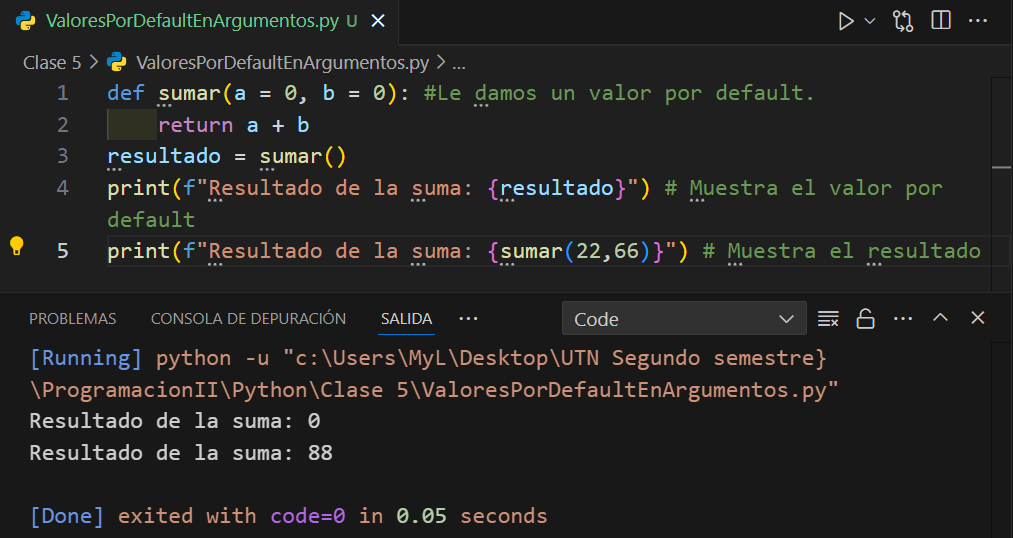 ValoresPorDefaultEnArgumentos.py U
Clase 5 > ValoresPorDefaultEnArgumentos.py > ...
1 def sumar(a = 0, b = 0): #Le damos un valor por default.
2 return a + b
3 resultado = sumar()
4 print(f"Resultado de la suma: {resultado}") # Muestra el valor por
default
5 print(f"Resultado de la suma: {sumar(22,66)}") # Muestra el resultado
PROBLEMAS CONSOLA DE DEPURACIÓN SALIDA ... Code
[Running] python -u "c:\Users\MyL\Desktop\UTN Segundo semestre}
\ProgramacionII\Python\Clase 5\ValoresPorDefaultEnArgumentos.py"
Resultado de la suma: 0
Resultado de la suma: 88
[Done] exited with code=0 in 0.05 seconds